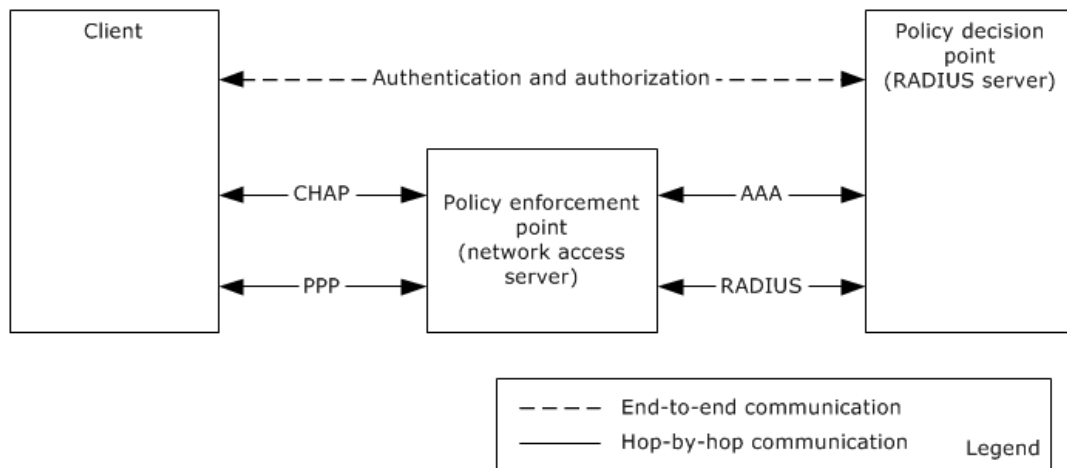 Client
Policy decision
point
(RADIUS server)
Authentication and authorization
CHAP
Policy enforcement
point
(network access
server)
AAA
PPP
RADIUS
End-to-end communication
Hop-by-hop communication
Legend